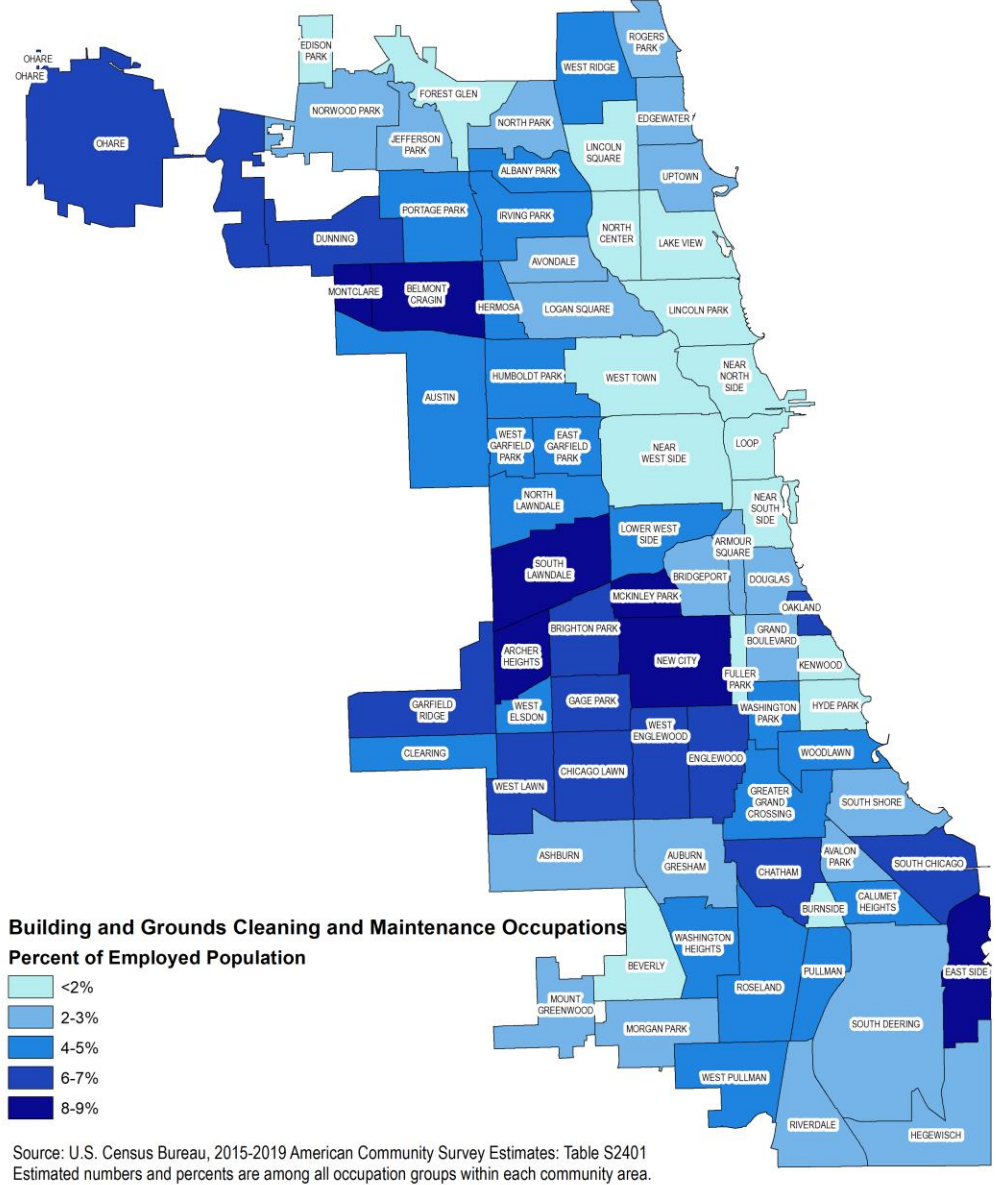 EDISON
PARK
ROGERS
PARK
OHARE
OHARE
WEST RIDGE
FOREST GLEN
NORWOOD PARK
NORTH PARK
EDGEWATER
OHARE
JEFFERSON
PARK
LINCOLN
SQUARE
ALBANY PARK
UPTOWN
PORTAGE PARK
IRVING PARK
DUNNING
NORTH
CENTER
LAKE VIEW
AVONDALE
MONTCLARE
BELMONT
CRAGIN
HERMOSA
LOGAN SQUARE
LINCOLN PARK
HUMBOLDT PARK
WEST TOWN
NEAR
NORTH
SIDE
AUSTIN
WEST
GARFIELD
PARK
EAST
GARFIELD
PARK
NEAR
WEST SIDE
LOOP
NORTH
LAWNDALE
NEAR
SOUTH
SIDE
LOWER WEST
SIDE
ARMOUR
SQUARE
SOUTH
LAWNDALE
BRIDGEPORT
DOUGLAS
MCKINLEY PARK
OAKLAND
BRIGHTON PARK
GRAND
BOULEVARD
ARCHER
HEIGHTS
NEW CITY
KENWOOD
FULLER
PARK
GARFIELD
RIDGE
WEST
ELSDON
GAGE PARK
WASHINGTON
PARK
HYDE PARK
WEST
ENGLEWOOD
CLEARING
ENGLEWOOD
WOODLAWN
WEST LAWN
CHICAGO LAWN
GREATER
GRAND
CROSSING
SOUTH SHORE
ASHBURN
AUBURN
GRESHAM
AVALON
PARK
CHATHAM
SOUTH CHICAGO
BURNSIDE
CALUMET
HEIGHTS
Building and Grounds Cleaning and Maintenance Occupations
Percent of Employed Population
<2%
2-3%
4-5%
6-7%
8-9%
WASHINGTON
HEIGHTS
BEVERLY
PULLMAN
EAST SIDE
ROSELAND
MOUNT
GREENWOOD
MORGAN PARK
SOUTH DEERING
WEST PULLMAN
RIVERDALE
HEGEWISCH
Source: U.S. Census Bureau, 2015-2019 American Community Survey Estimates: Table S2401
Estimated numbers and percents are among all occupation groups within each community area.